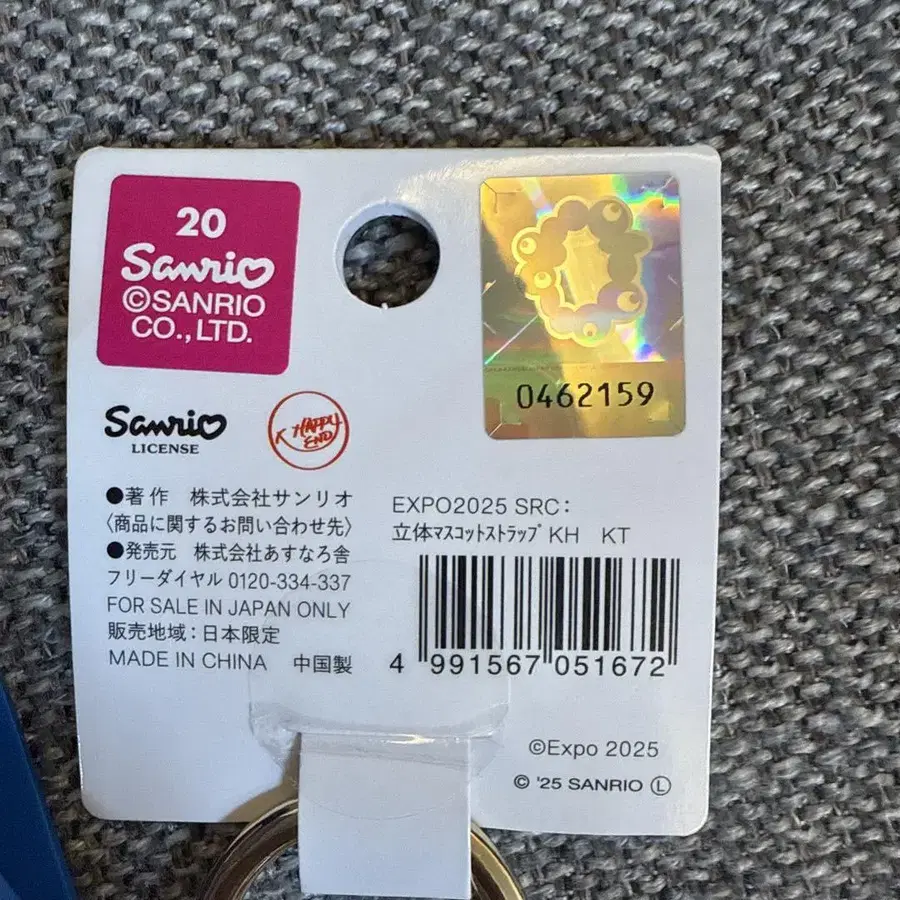 20
Sanrio
©SANRIO
CO.,LTD.
0462159
Sanrio
LICENSE
K HAPPY
END
●著作 株式会社サンリオ
〈商品に関するお問い合わせ先〉
●発売元 株式会社あすなろ舎
フリーダイヤル 0120-334-337
FOR SALE IN JAPAN ONLY
販売地域:日本限定
MADE IN CHINA 中国製
EXPO2025 SRC:
立体ﾏｽｺｯﾄｽﾄﾗｯﾌﾟ KH KT
4 991567 051672
©Expo 2025
© '25 SANRIO Ⓛ